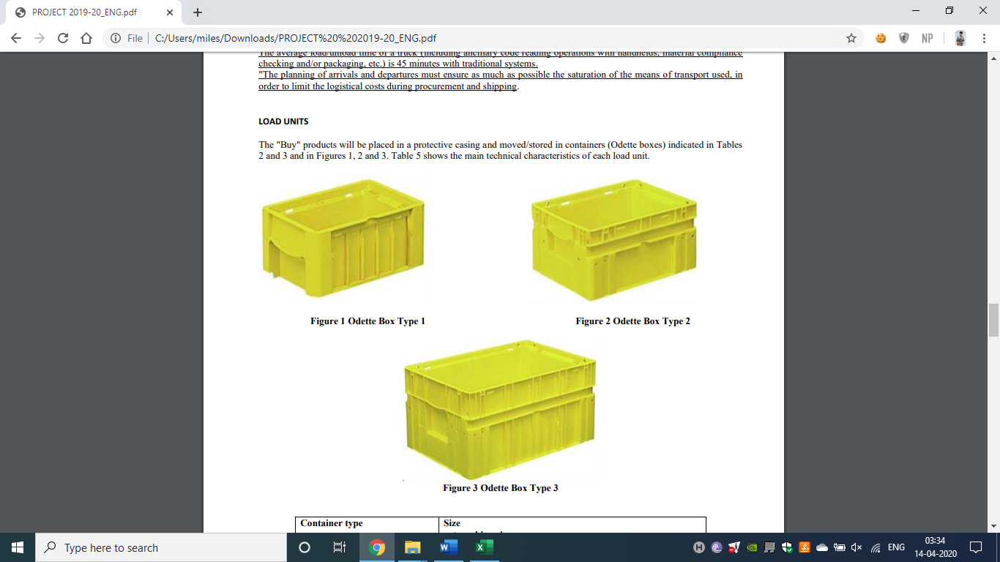 PROJECT 2019-20_ENG.pdf
File
C:/Users/miles/Downloads/PROJECT%20%202019-20_ENG.pdf
NP
The average load/unload time of a truck (including ancillary code reading operations with handhelds, material compliance
checking and/or packaging, etc.) is 45 minutes with traditional systems.
"The planning of arrivals and departures must ensure as much as possible the saturation of the means of transport used, in
order to limit the logistical costs during procurement and shipping.
LOAD UNITS
The "Buy" products will be placed in a protective casing and moved/stored in containers (Odette boxes) indicated in Tables
2 and 3 and in Figures 1, 2 and 3. Table 5 shows the main technical characteristics of each load unit.
Figure 1 Odette Box Type 1
Figure 2 Odette Box Type 2
Figure 3 Odette Box Type 3
Container type
Size
Type here to search
ENG
03:34
14-04-2020